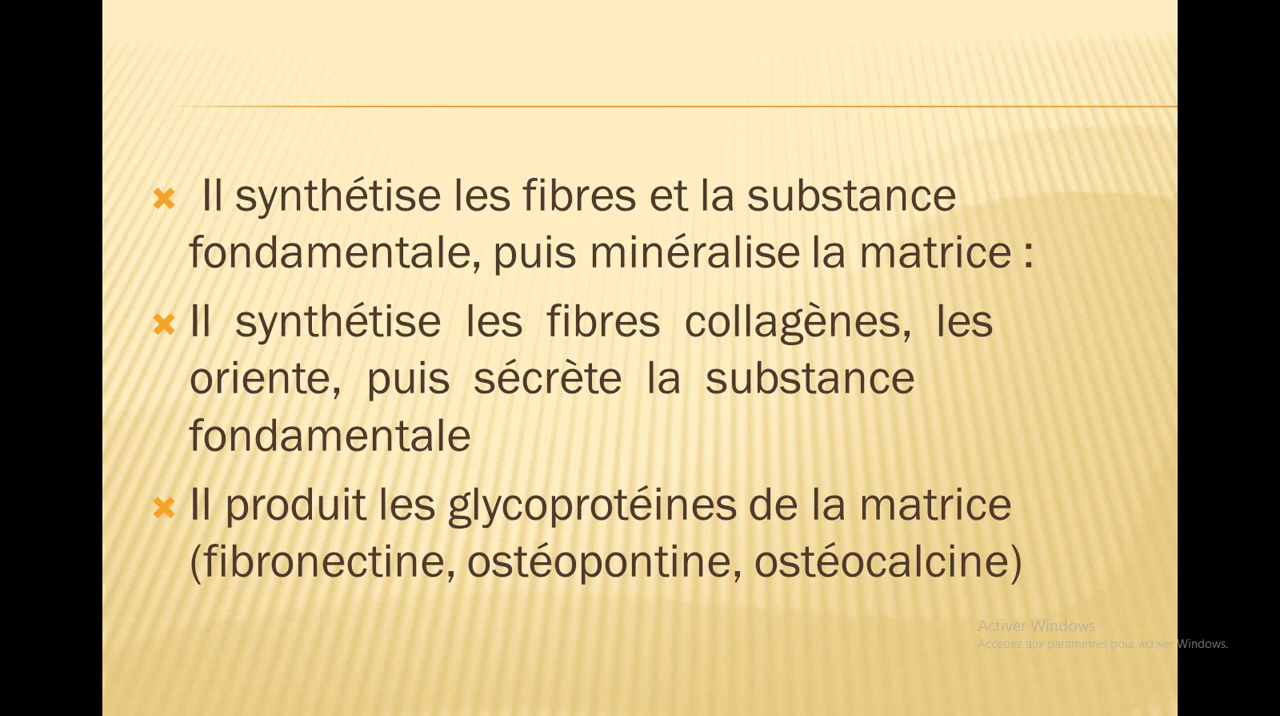 Il synthétise les fibres et la substance
fondamentale, puis minéralise la matrice :
Il synthétise les fibres collagènes, les
oriente, puis sécrète la substance
fondamentale
Il produit les glycoprotéines de la matrice
(fibronectine, ostéopontine, ostéocalcine)
Activer Windows
Accédez aux paramètres pour activer Windows.